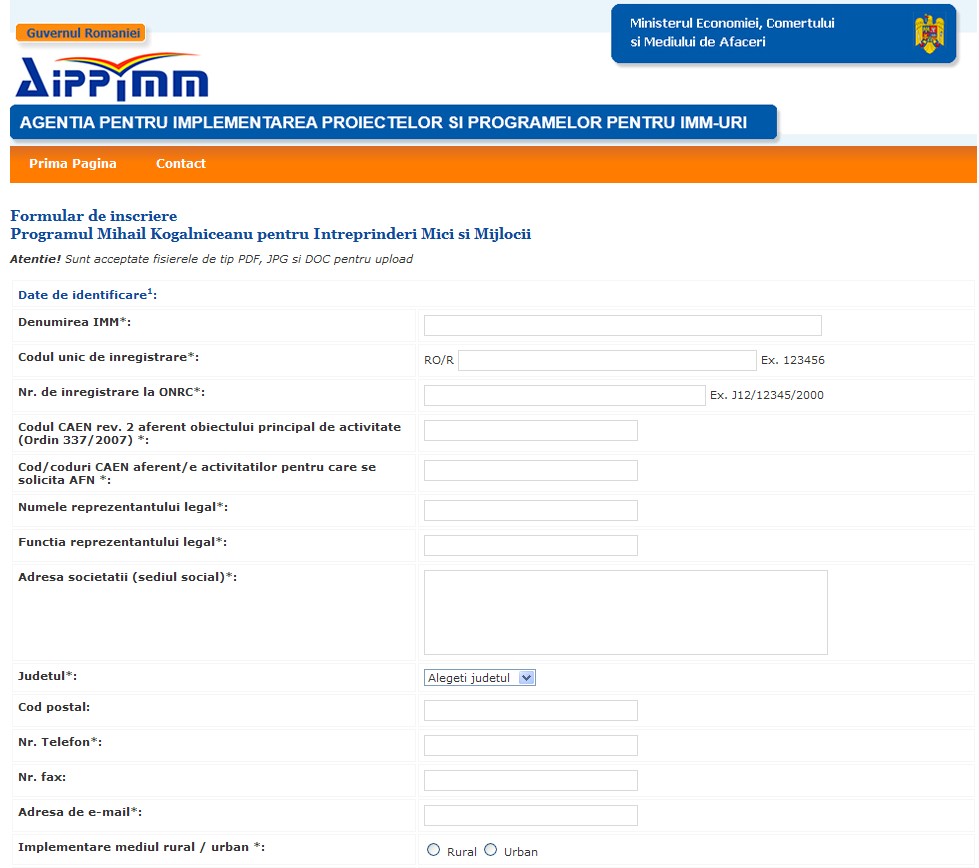 Guvernul Romaniei
Ministerul Economiei, Comertului
si Mediului de Afaceri
AIPPIMM
AGENTIA PENTRU IMPLEMENTAREA PROIECTELOR SI PROGRAMELOR PENTRU IMM-URI
Prima Pagina Contact
Formular de inscriere
Programul Mihail Kogalniceanu pentru Intreprinderi Mici si Mijlocii
Atentie! Sunt acceptate fisierele de tip PDF, JPG si DOC pentru upload
Date de identificare1:
Denumirea IMM*:
Codul unic de inregistrare*: RO/R Ex. 123456
Nr. de inregistrare la ONRC*: Ex. J12/12345/2000
Codul CAEN rev. 2 aferent obiectului principal de activitate
(Ordin 337/2007) *:
Cod/coduri CAEN aferent/e activitatilor pentru care se
solicita AFN *:
Numele reprezentantului legal*:
Functia reprezentantului legal*:
Adresa societatii (sediul social)*:
Judetul*: Alegeti judetul
Cod postal:
Nr. Telefon*:
Nr. fax:
Adresa de e-mail*:
Implementare mediul rural / urban *: Rural Urban